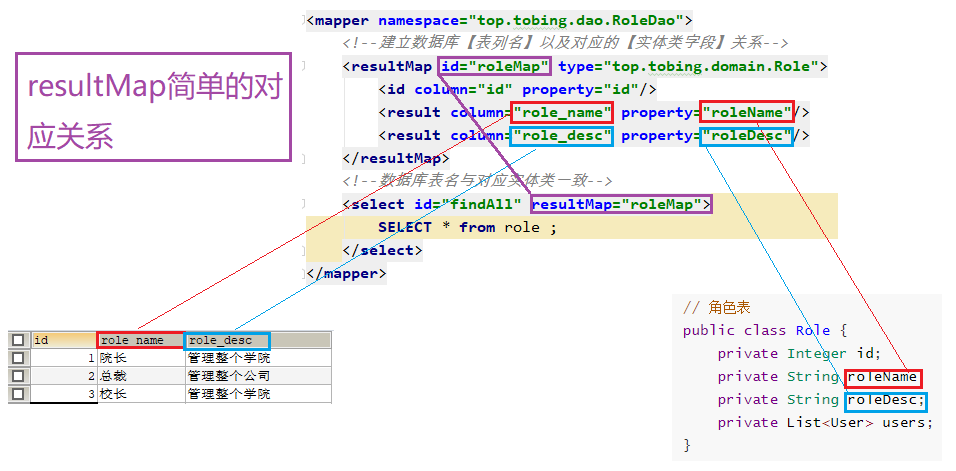 resultMap简单的对
应关系
<mapper namespace="top.tobing.dao.RoleDao">
<!--建立数据库【表列名】以及对应的【实体类字段】关系-->
<resultMap id="roleMap" type="top.tobing.domain.Role">
<id column="id" property="id"/>
<result column="role_name" property="roleName"/>
<result column="role_desc" property="roleDesc"/>
</resultMap>
<!--数据库表名与对应实体类一致-->
<select id="findAll" resultMap="roleMap">
SELECT * from role ;
</select>
</mapper>
id role_name role_desc
1 院长 管理整个学院
2 总裁 管理整个公司
3 校长 管理整个学院
// 角色表
public class Role {
private Integer id;
private String roleName
private String roleDesc;
private List<User> users;
}